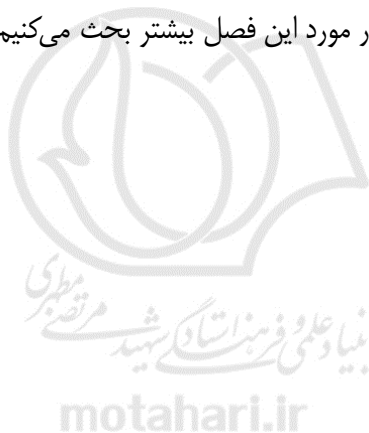 ر مورد این فصل بیشتر بحث می‌کنیم
بنیاد علمی و فرهنگی استاد شهید مرتضی مطهری
motahari.ir